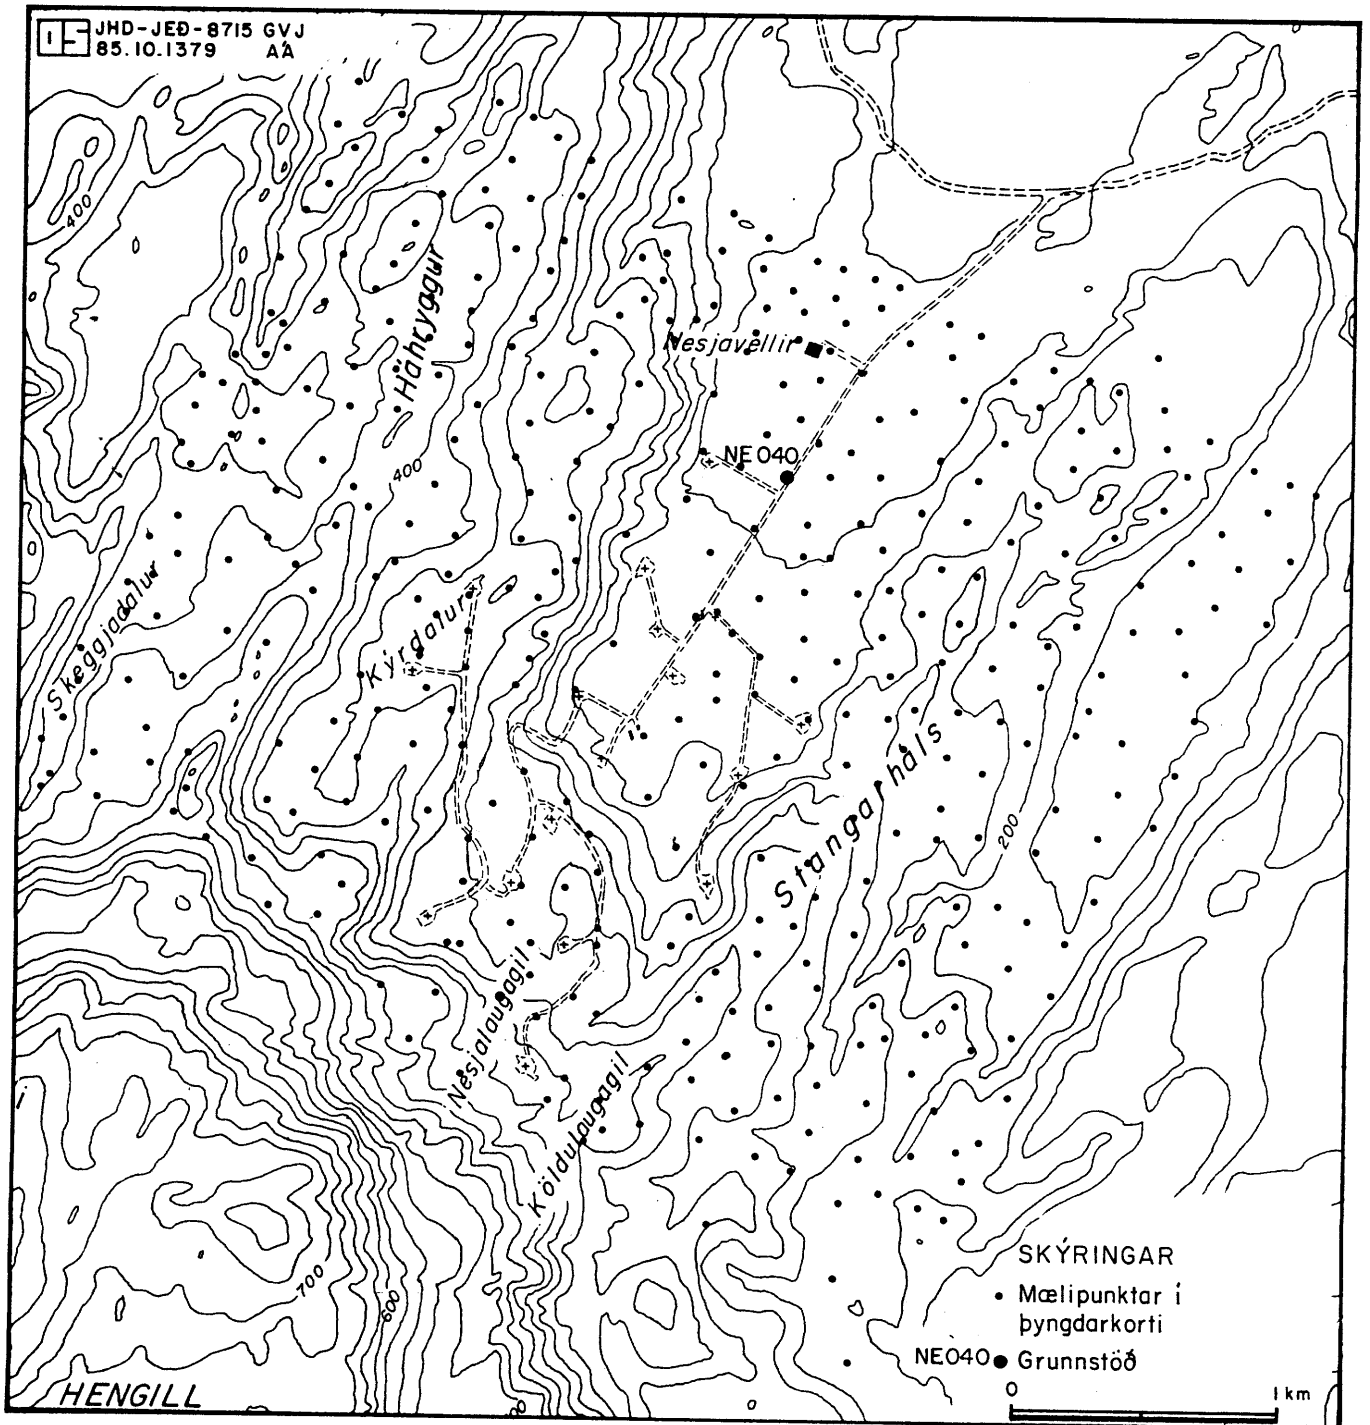 JHD-JEÐ-8715 GVJ
85.10.1379 AÁ
400
Háhryggur
Nesjavellir
NE040
400
Skeggjadalur
Kýrdalur
Stangarháls
200
Nesjalaugagil
Köldulaugagil
700
600
HENGILL
SKÝRINGAR
Mælipunktar í
þyngdarkorti
NE040 Grunnstöð
0 1 km